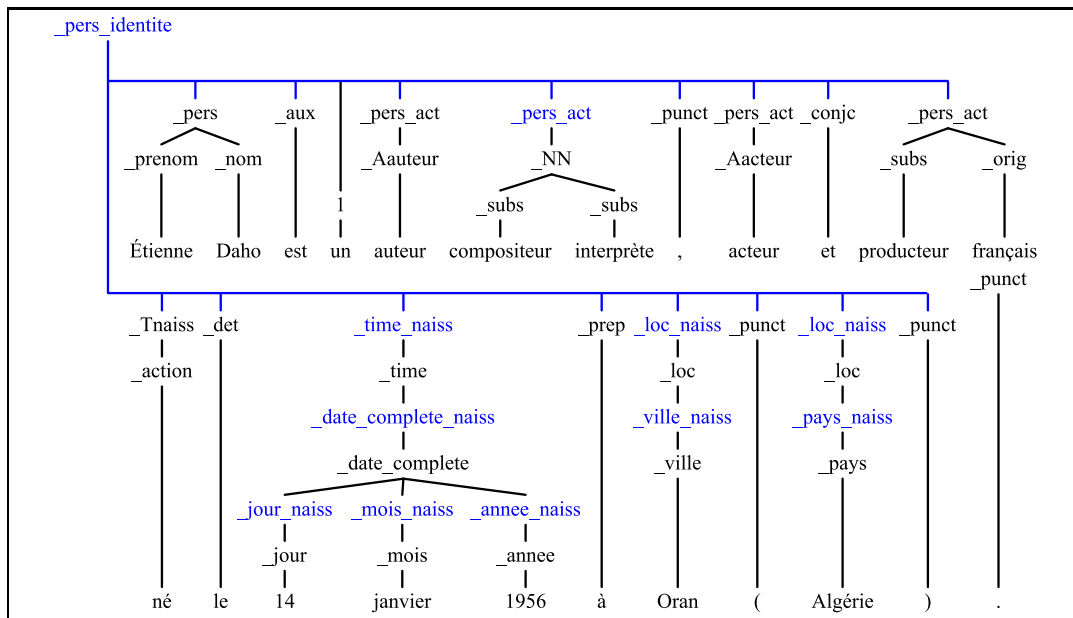 _pers_identite
_pers _aux _pers_act _pers_act _punct _pers_act _conjc _pers_act
_prenom _nom _Aauteur _NN _Aacteur _subs _orig
1 _subs _subs
Étienne Daho est un auteur compositeur interprète , acteur et producteur français
_punct
_Tnaiss _det _time_naiss _prep _loc_naiss _punct _loc_naiss _punct
_action _time _loc _loc
_date_complete_naiss _ville_naiss _pays_naiss
_date_complete _ville _pays
_jour_naiss _mois_naiss _annee_naiss
_jour _mois _annee
né le 14 janvier 1956 à Oran ( Algérie ) .